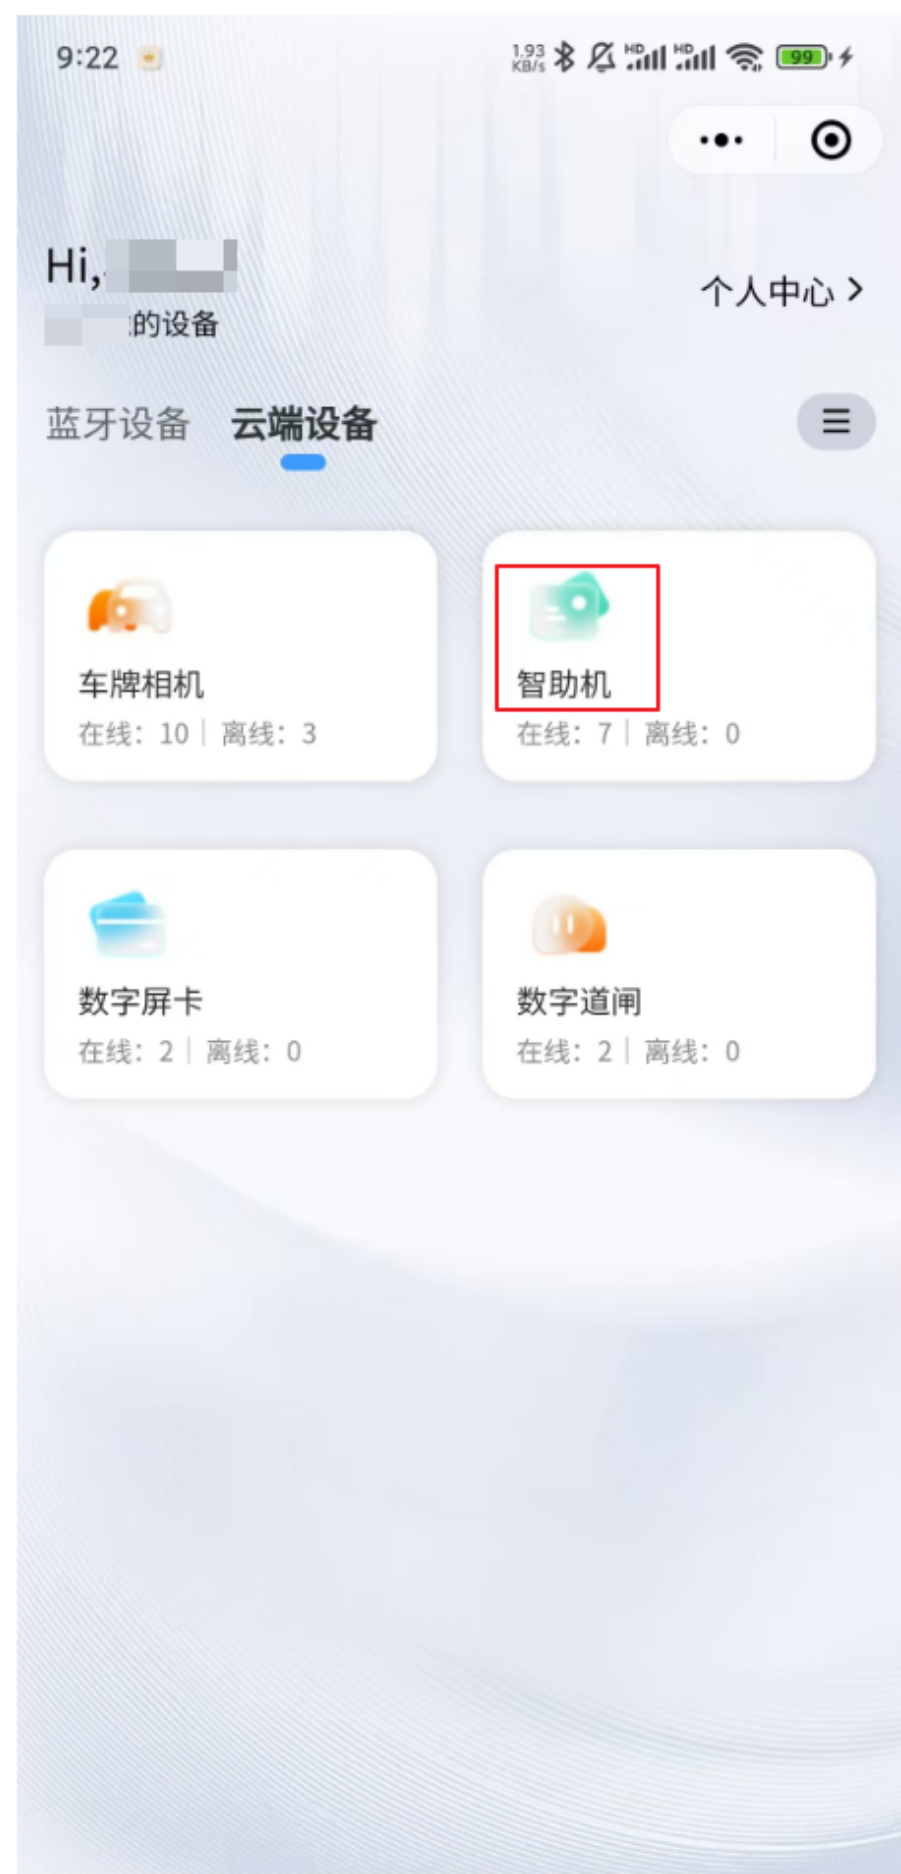 9:22
1.93 KB/s HD HD 99
Hi,
的设备
个人中心
蓝牙设备 云端设备
车牌相机
在线：10 | 离线：3
智助机
在线：7 | 离线：0
数字屏卡
在线：2 | 离线：0
数字道闸
在线：2 | 离线：0